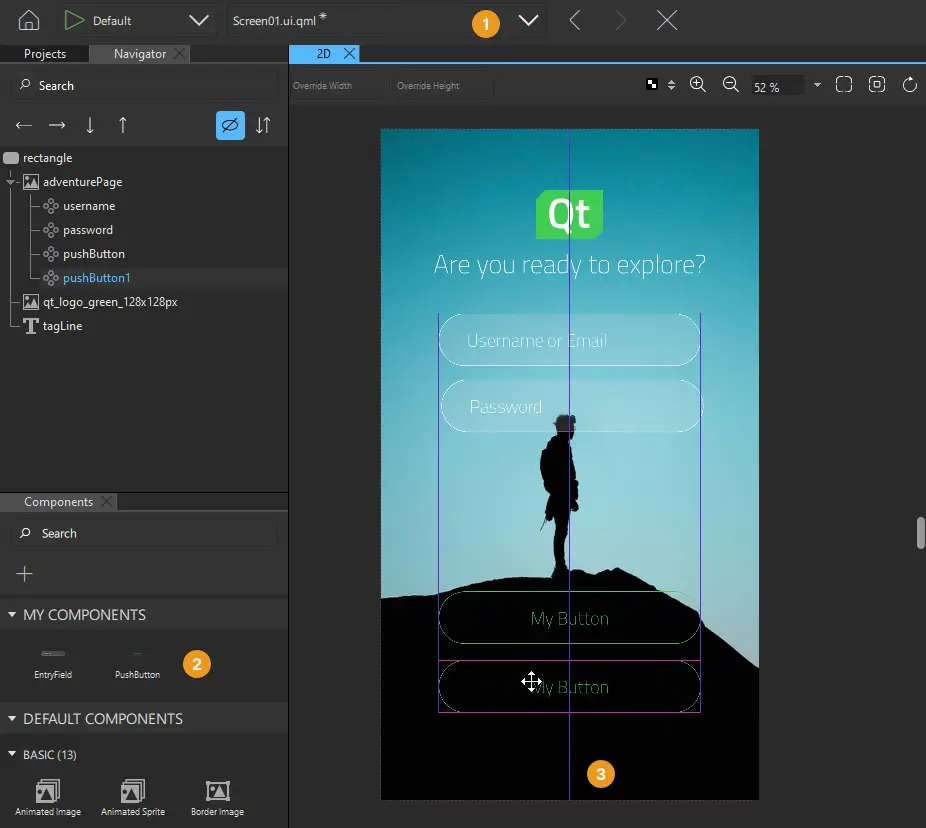 Default
Screen01.ui.qml *
1
Projects
Navigator
2D
Search
Override Width
Override Height
52 %
rectangle
adventurePage
username
password
pushButton
pushButton1
qt_logo_green_128x128px
tagLine
Qt
Are you ready to explore?
Username or Email
Password
My Button
My Button
3
Components
Search
MY COMPONENTS
EntryField
PushButton
2
DEFAULT COMPONENTS
BASIC (13)
Animated Image
Animated Sprite
Border Image